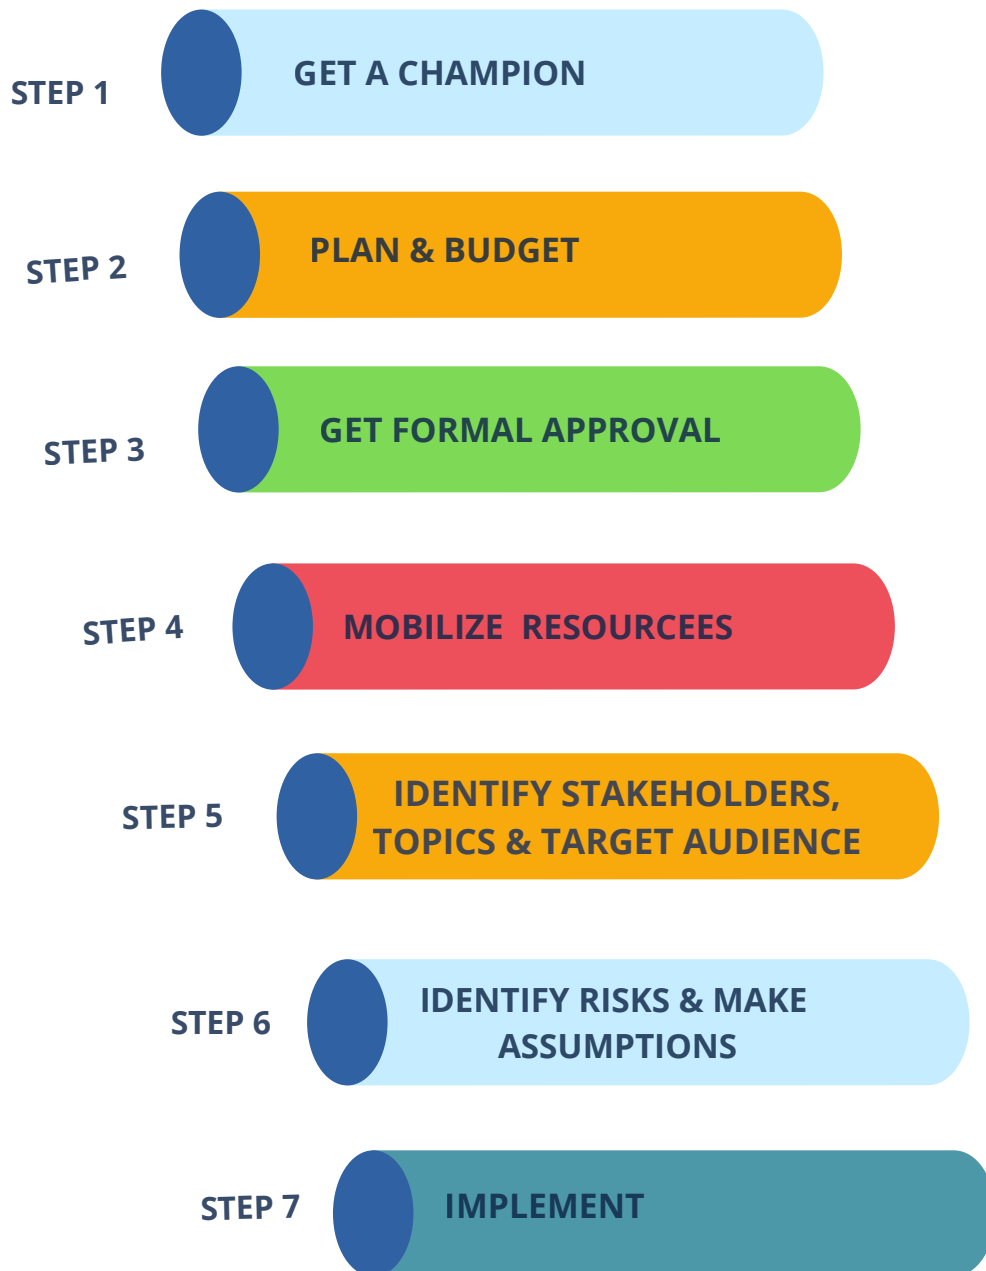 STEP 1
GET A CHAMPION
STEP 2
PLAN & BUDGET
STEP 3
GET FORMAL APPROVAL
STEP 4
MOBILIZE  RESOURCEES
STEP 5
IDENTIFY STAKEHOLDERS,
TOPICS & TARGET AUDIENCE
STEP 6
IDENTIFY RISKS & MAKE
ASSUMPTIONS
STEP 7
IMPLEMENT